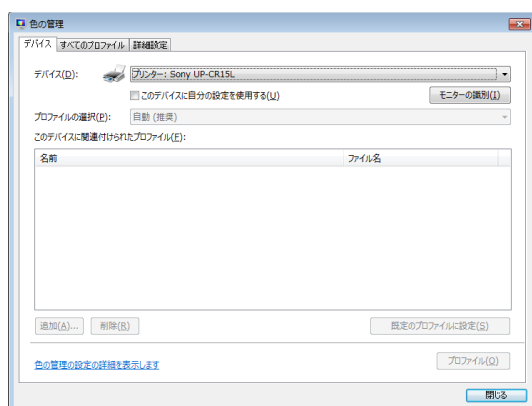 色の管理
デバイス すべてのプロファイル 詳細設定
デバイス(D): プリンター: Sony UP-CR15L
このデバイスに自分の設定を使用する(U) モニターの識別(I)
プロファイルの選択(P): 自動 (推奨)
このデバイスに関連付けられたプロファイル(F):
名前 ファイル名
追加(A)... 削除(R) 既定のプロファイルに設定(S)
色の管理の設定の詳細を表示します プロファイル(O)
閉じる